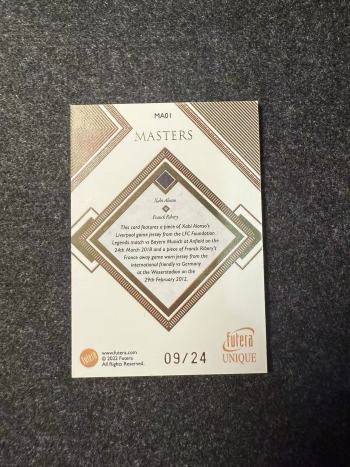 MA01
MASTERS
Xabi Alonso
Franck Ribéry
This card features a piece of Xabi Alonso's
Liverpool game jersey from the LFC Foundation
Legends match vs Bayern Munich at Anfield on the
24th March 2018 and a piece of Franck Ribéry's
France away game worn jersey from the
international friendly vs Germany
at the Weserstadion on the
29th February 2012.
futera
www.futera.com
© 2022 Futera
All Rights Reserved.
09/24
futera
UNIQUE